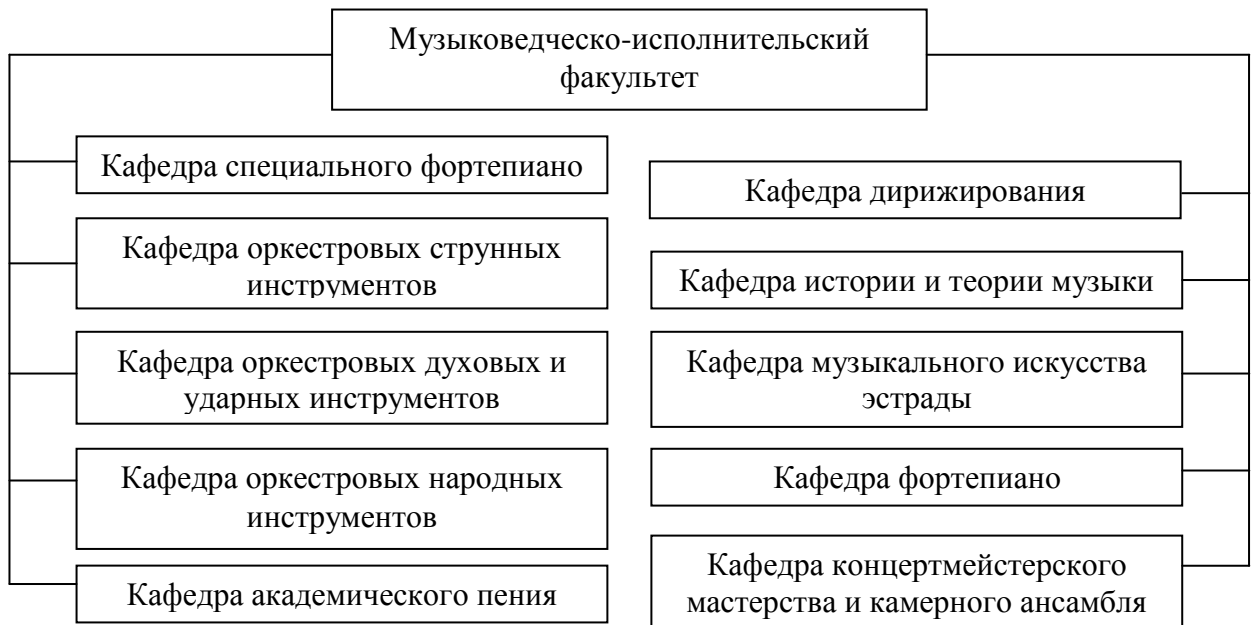 Музыковедческо-исполнительский
факультет
Кафедра специального фортепиано
Кафедра оркестровых струнных
инструментов
Кафедра оркестровых духовых и
ударных инструментов
Кафедра оркестровых народных
инструментов
Кафедра академического пения
Кафедра дирижирования
Кафедра истории и теории музыки
Кафедра музыкального искусства
эстрады
Кафедра фортепиано
Кафедра концертмейстерского
мастерства и камерного ансамбля